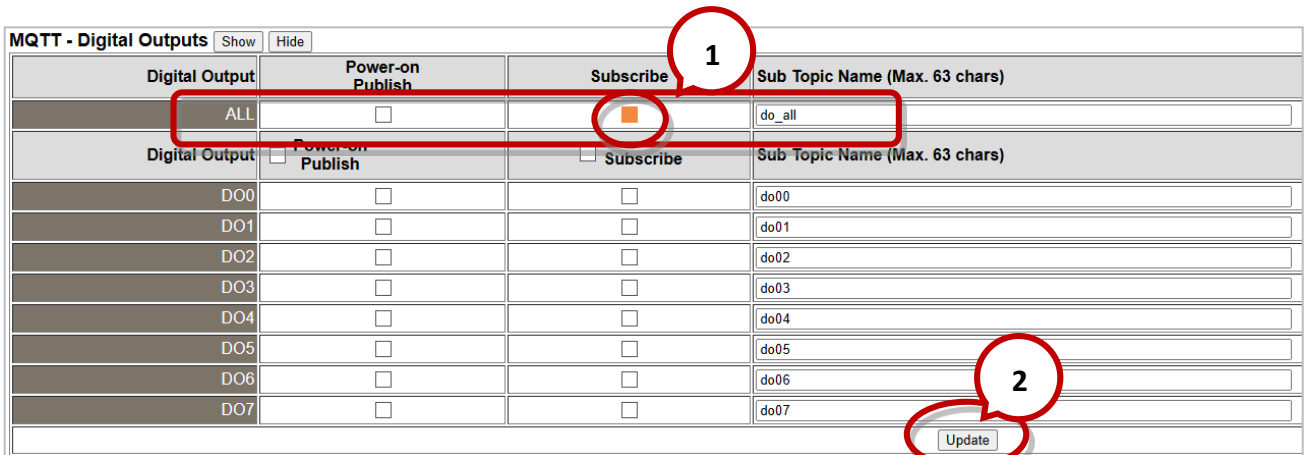 MQTT - Digital Outputs Show Hide
1
Digital Output Power-on Publish Subscribe Sub Topic Name (Max. 63 chars)
ALL do_all
Digital Output Power-on Publish Subscribe Sub Topic Name (Max. 63 chars)
DO0 do00
DO1 do01
DO2 do02
DO3 do03
DO4 do04
DO5 do05
DO6 do06
2
DO7 do07
Update